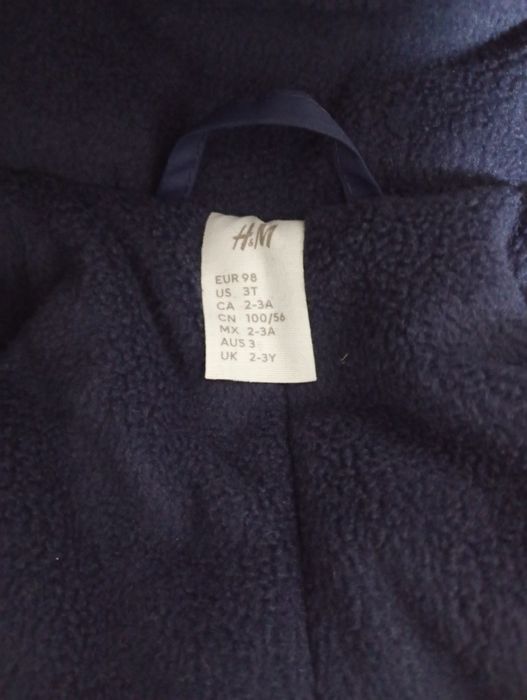 H&M
EUR 98
US 3T
CA 2-3A
CN 100/56
MX 2-3A
AUS 3
UK 2-3Y